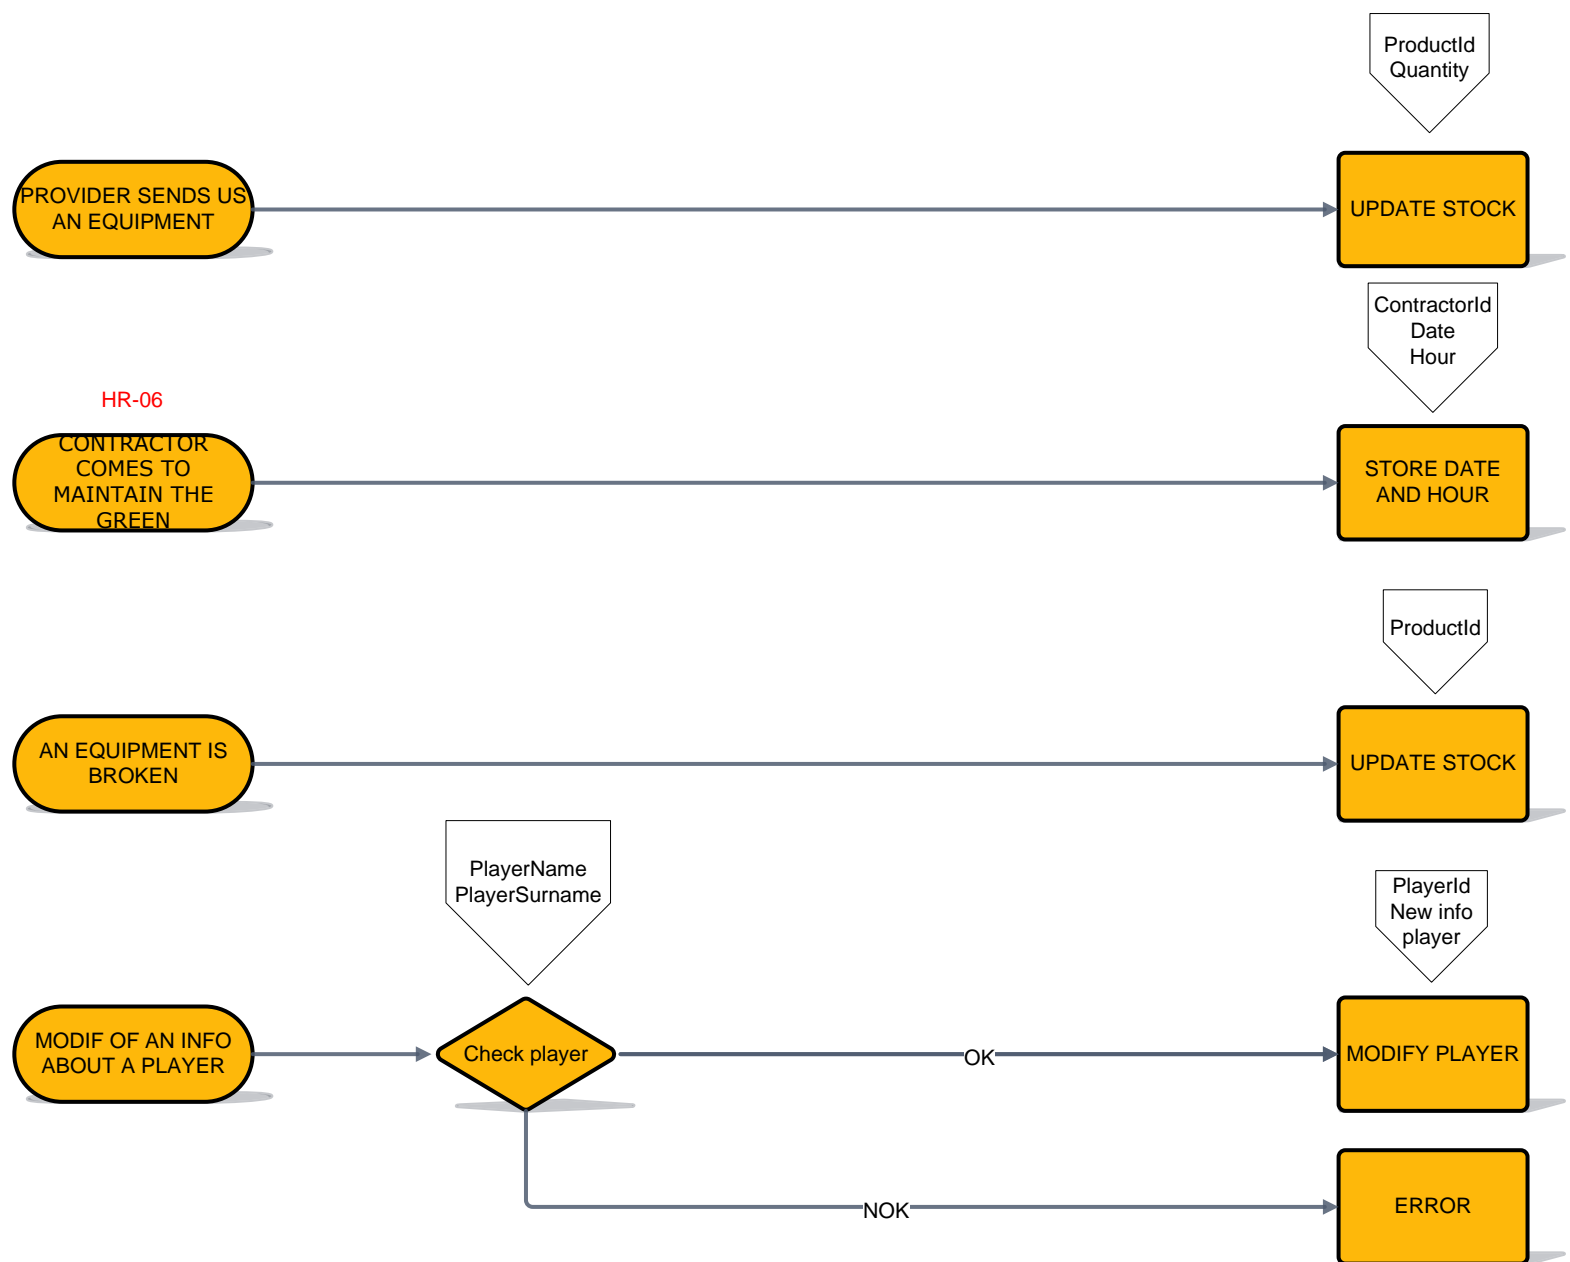 ProductId
Quantity
PROVIDER SENDS US
AN EQUIPMENT
UPDATE STOCK
ContractorId
Date
Hour
HR-06
CONTRACTOR
COMES TO
MAINTAIN THE
GREEN
STORE DATE
AND HOUR
ProductId
AN EQUIPMENT IS
BROKEN
UPDATE STOCK
PlayerName
PlayerSurname
PlayerId
New info
player
MODIF OF AN INFO
ABOUT A PLAYER
Check player
OK
MODIFY PLAYER
NOK
ERROR